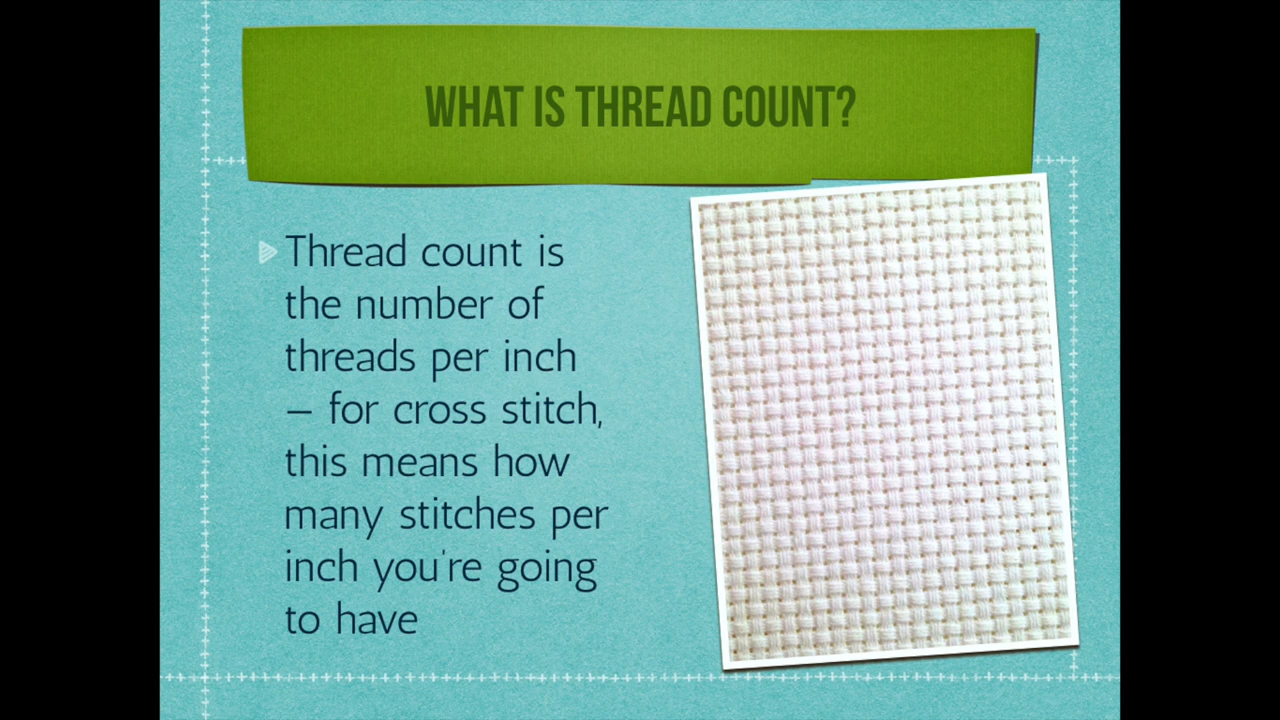 WHAT IS THREAD COUNT?
Thread count is
the number of
threads per inch
– for cross stitch,
this means how
many stitches per
inch you're going
to have